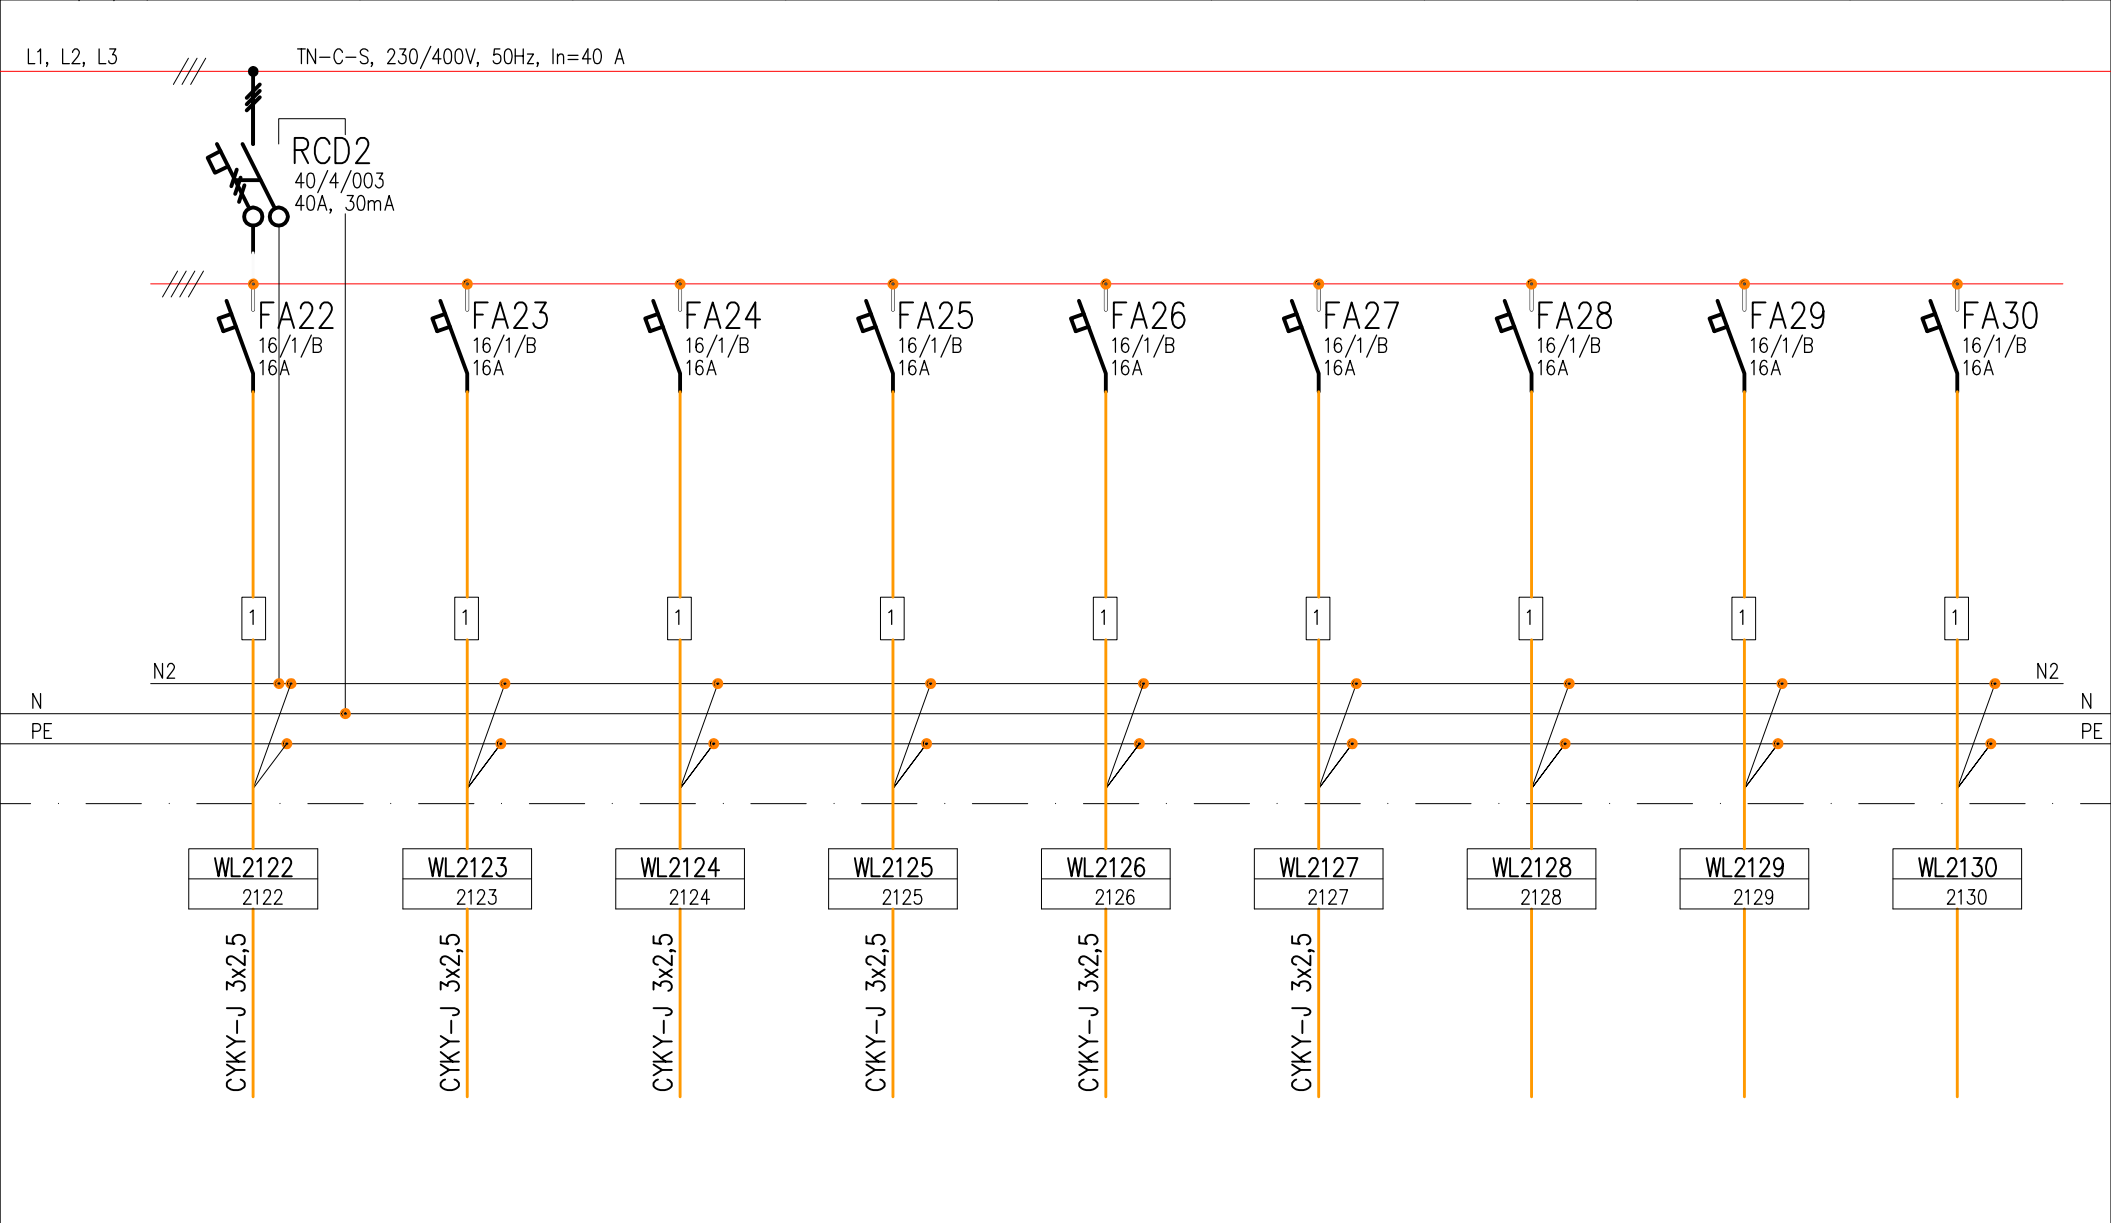 L1, L2, L3
TN-C-S, 230/400V, 50Hz, In=40 A
RCD2
40/4/003
40A, 30mA
FA22
16/1/B
16A
FA23
16/1/B
16A
FA24
16/1/B
16A
FA25
16/1/B
16A
FA26
16/1/B
16A
FA27
16/1/B
16A
FA28
16/1/B
16A
FA29
16/1/B
16A
FA30
16/1/B
16A
1
1
1
1
1
1
1
1
1
N2
N2
N
N
PE
PE
WL2122
2122
WL2123
2123
WL2124
2124
WL2125
2125
WL2126
2126
WL2127
2127
WL2128
2128
WL2129
2129
WL2130
2130
CYKY-J 3x2,5
CYKY-J 3x2,5
CYKY-J 3x2,5
CYKY-J 3x2,5
CYKY-J 3x2,5
CYKY-J 3x2,5